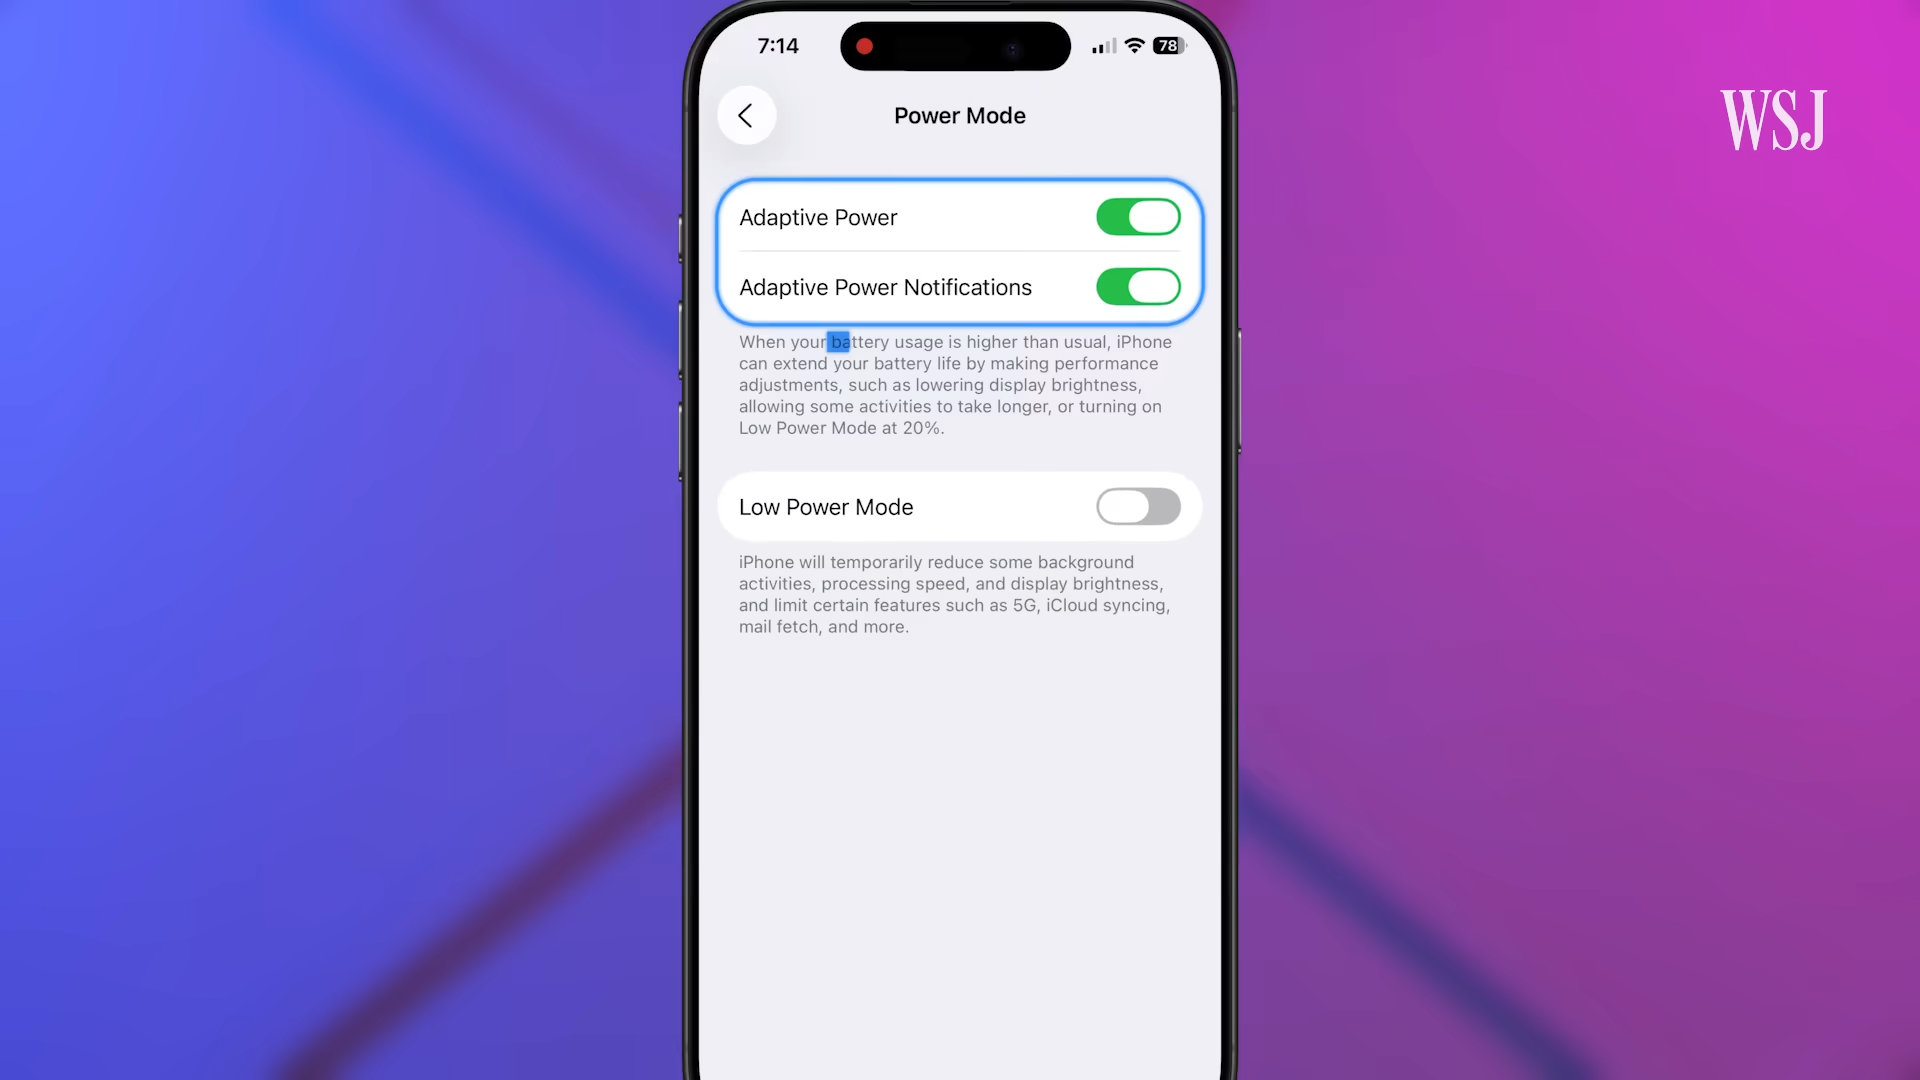 7:14
78
Power Mode
WSJ
Adaptive Power
Adaptive Power Notifications
When your battery usage is higher than usual, iPhone
can extend your battery life by making performance
adjustments, such as lowering display brightness,
allowing some activities to take longer, or turning on
Low Power Mode at 20%.
Low Power Mode
iPhone will temporarily reduce some background
activities, processing speed, and display brightness,
and limit certain features such as 5G, iCloud syncing,
mail fetch, and more.